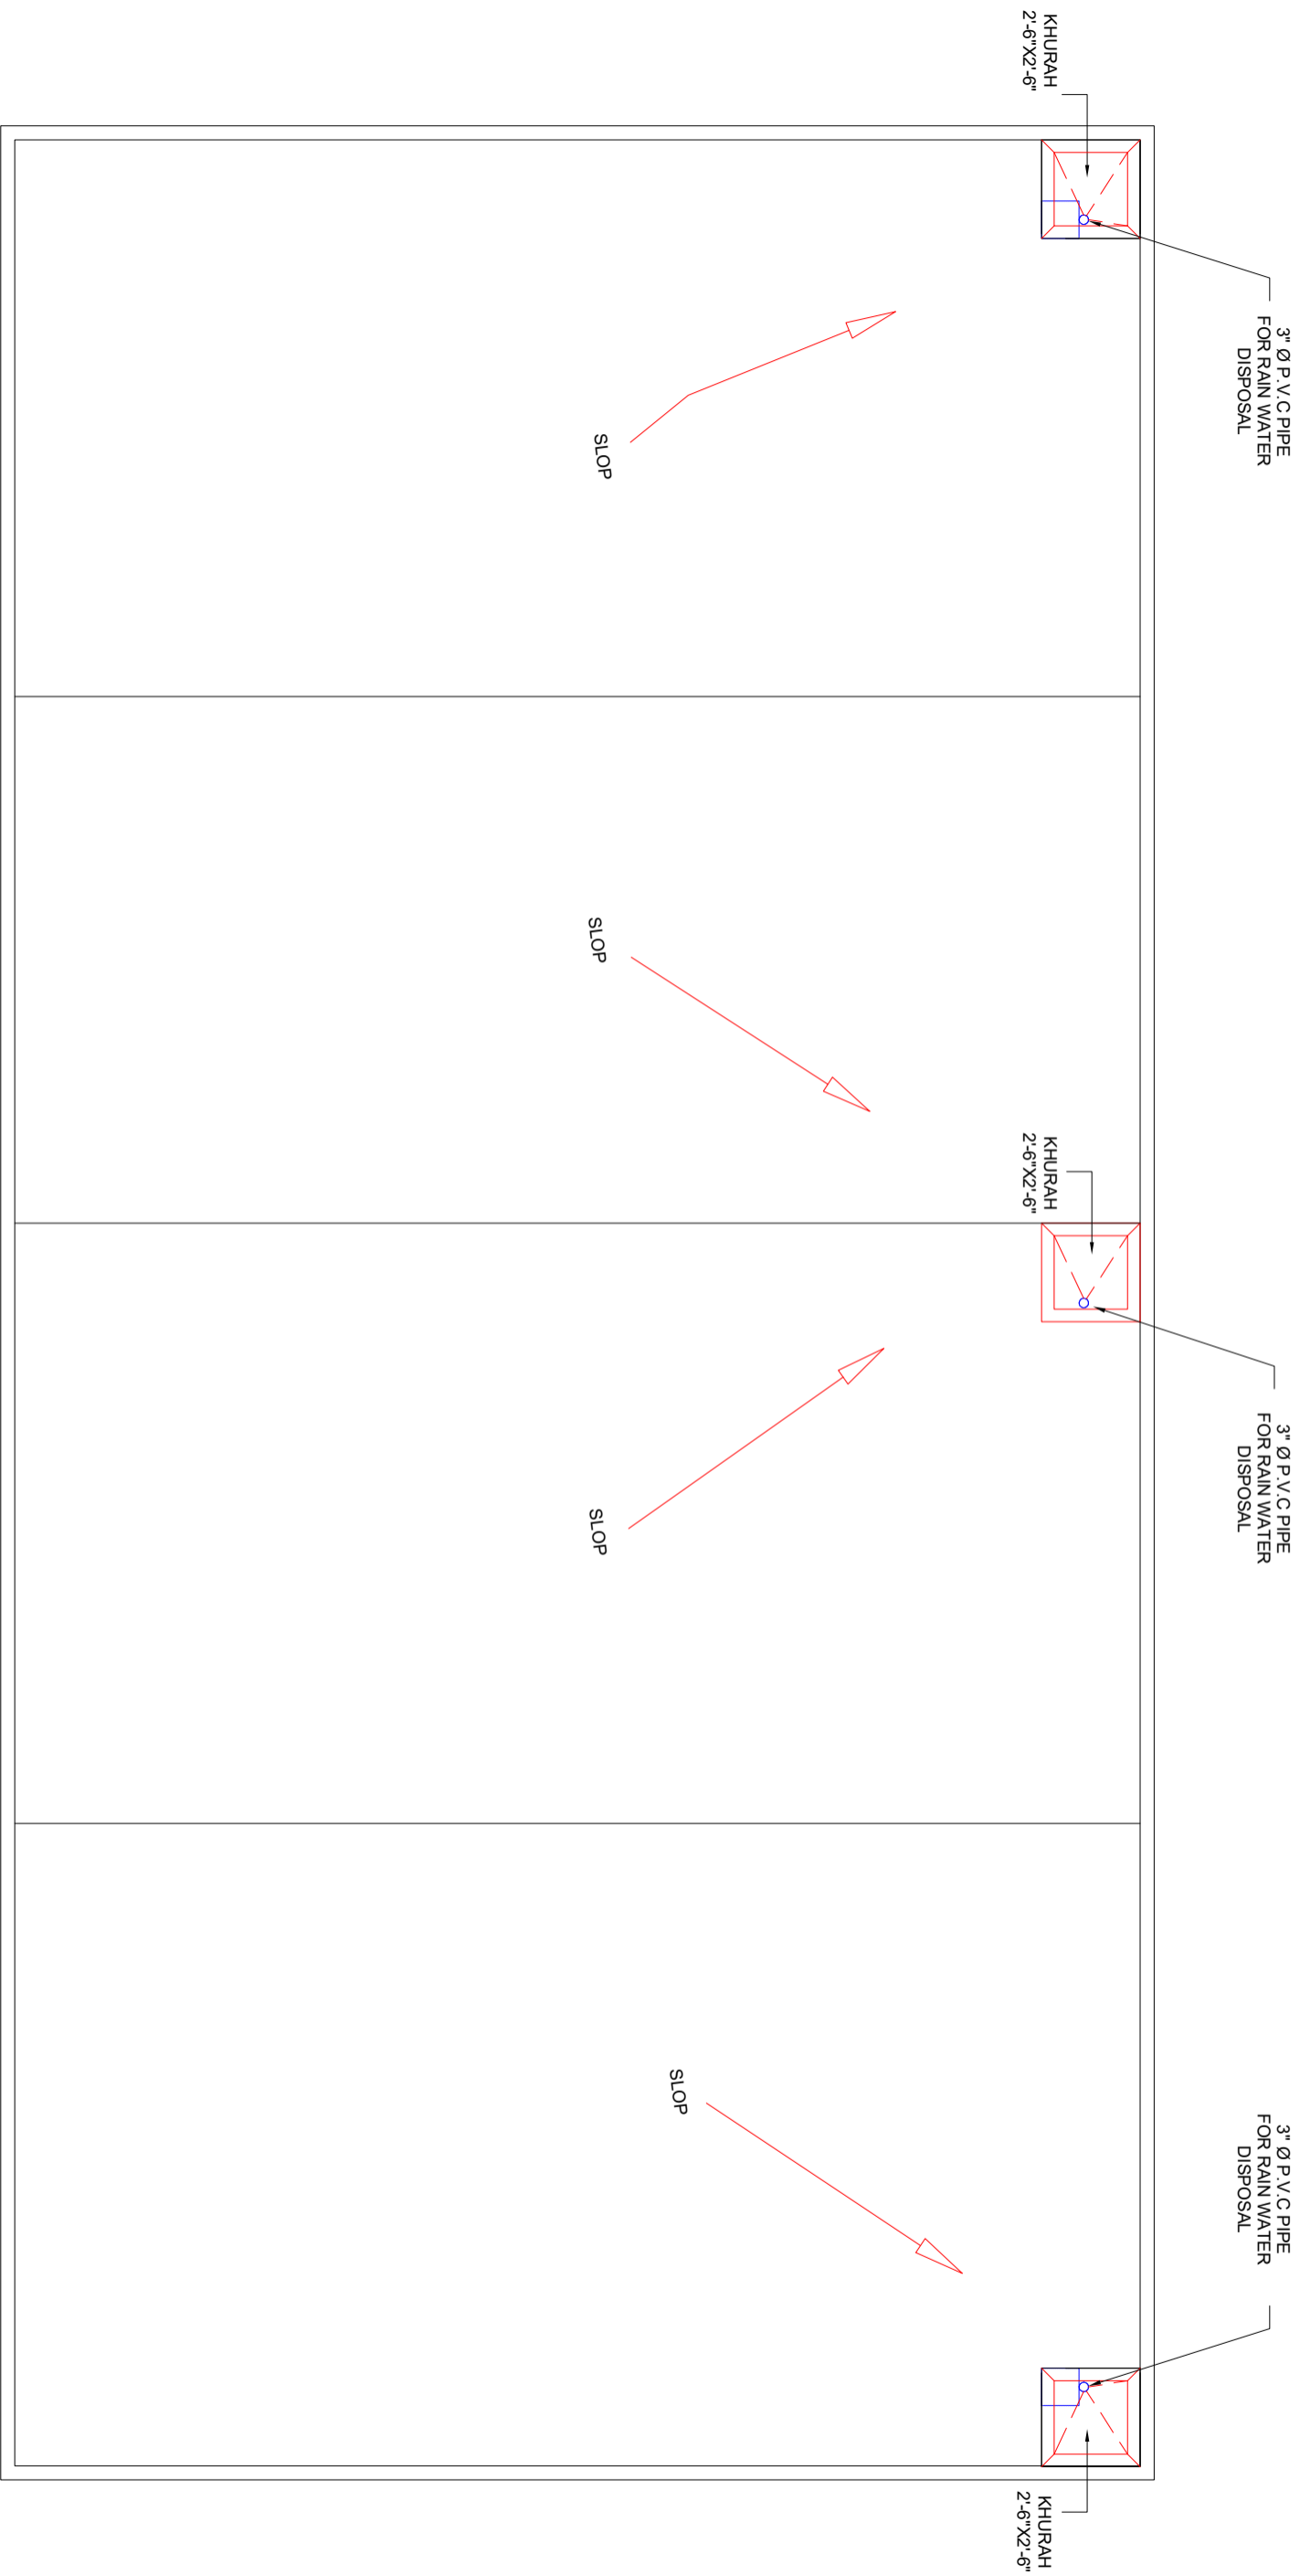 3" Ø P.V.C PIPE
FOR RAIN WATER
DISPOSAL
3" Ø P.V.C PIPE
FOR RAIN WATER
DISPOSAL
3" Ø P.V.C PIPE
FOR RAIN WATER
DISPOSAL
KHURAH
2'-6"X2'-6"
KHURAH
2'-6"X2'-6"
KHURAH
2'-6"X2'-6"
SLOP
SLOP
SLOP
SLOP